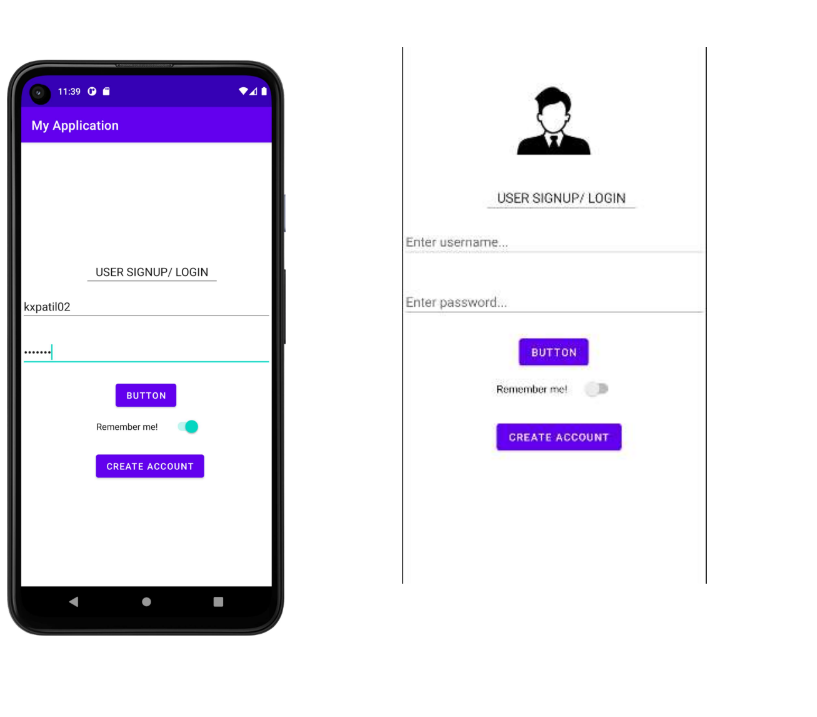 11:39
My Application
USER SIGNUP/ LOGIN
kxpatil02
•••••••
BUTTON
Remember me!
CREATE ACCOUNT
USER SIGNUP/ LOGIN
Enter username...
Enter password...
BUTTON
Remember me!
CREATE ACCOUNT